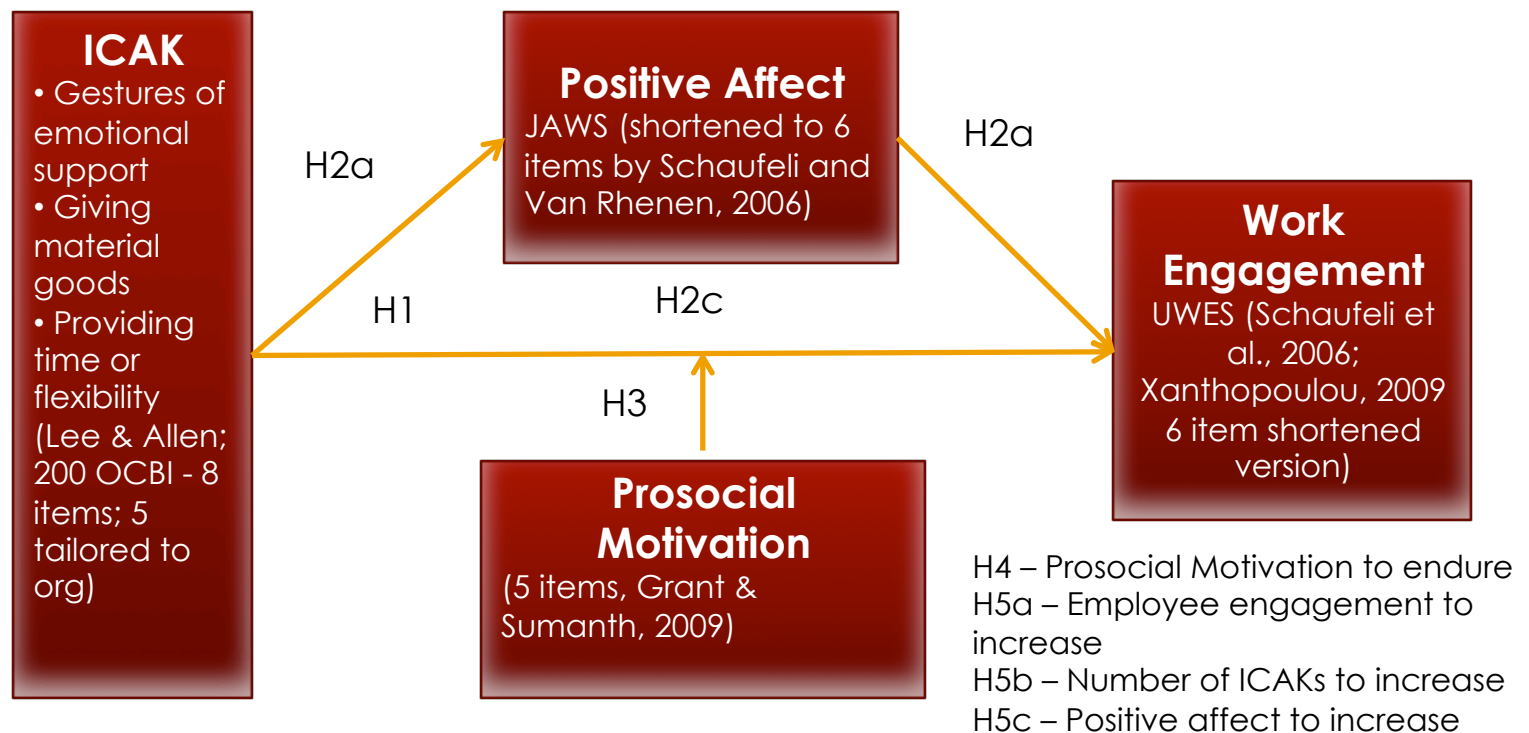 ICAK
• Gestures of
emotional
support
• Giving
material
goods
• Providing
time or
flexibility
(Lee & Allen;
200 OCBI - 8
items; 5
tailored to
org)
H2a
Positive Affect
JAWS (shortened to 6
items by Schaufeli and
Van Rhenen, 2006)
H2a
H1
H2c
H3
Prosocial
Motivation
(5 items, Grant &
Sumanth, 2009)
Work
Engagement
UWES (Schaufeli et
al., 2006;
Xanthopoulou, 2009
6 item shortened
version)
H4 – Prosocial Motivation to endure
H5a – Employee engagement to
increase
H5b – Number of ICAKs to increase
H5c – Positive affect to increase